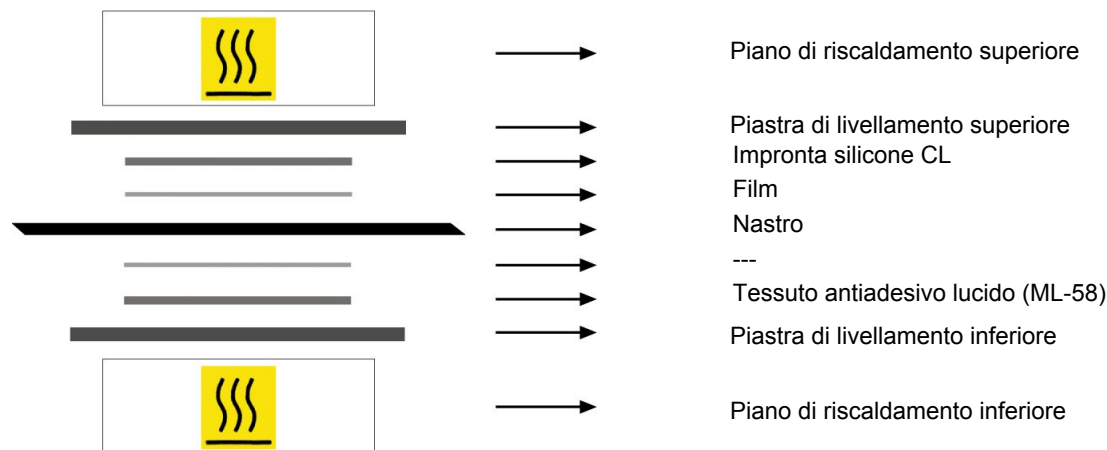 Piano di riscaldamento superiore
Piastra di livellamento superiore
Impronta silicone CL
Film
Nastro
---
Tessuto antiadesivo lucido (ML-58)
Piastra di livellamento inferiore
Piano di riscaldamento inferiore